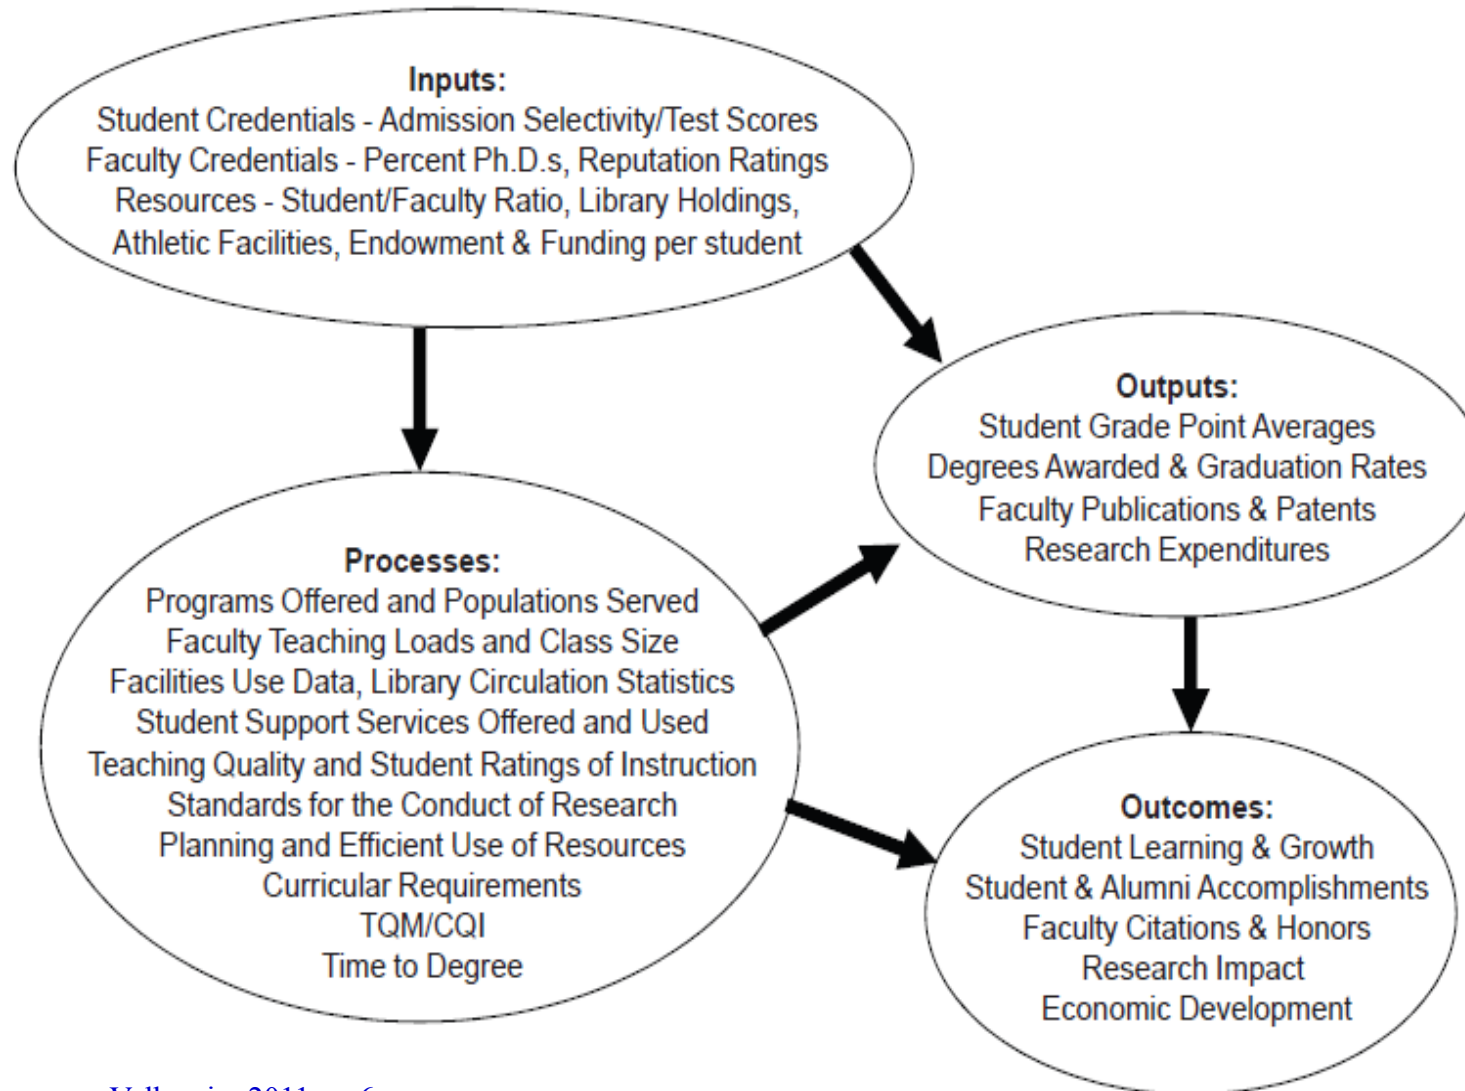 Inputs:
Student Credentials - Admission Selectivity/Test Scores
Faculty Credentials - Percent Ph.D.s, Reputation Ratings
Resources - Student/Faculty Ratio, Library Holdings,
Athletic Facilities, Endowment & Funding per student
Outputs:
Student Grade Point Averages
Degrees Awarded & Graduation Rates
Faculty Publications & Patents
Research Expenditures
Processes:
Programs Offered and Populations Served
Faculty Teaching Loads and Class Size
Facilities Use Data, Library Circulation Statistics
Student Support Services Offered and Used
Teaching Quality and Student Ratings of Instruction
Standards for the Conduct of Research
Planning and Efficient Use of Resources
Curricular Requirements
TQM/CQI
Time to Degree
Outcomes:
Student Learning & Growth
Student & Alumni Accomplishments
Faculty Citations & Honors
Research Impact
Economic Development
2011